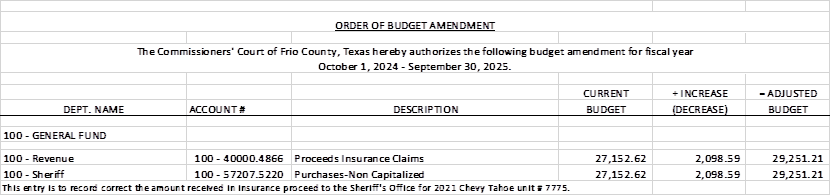 ORDER OF BUDGET AMENDMENT
The Commissioners' Court of Frio County, Texas hereby authorizes the following budget amendment for fiscal year
October 1, 2024 - September 30, 2025.
CURRENT + INCREASE = ADJUSTED
DEPT. NAME ACCOUNT # DESCRIPTION BUDGET (DECREASE) BUDGET
100 - GENERAL FUND
100 - Revenue 100 - 40000.4866 Proceeds Insurance Claims 27,152.62 2,098.59 29,251.21
100 - Sheriff 100 - 57207.5220 Purchases-Non Capitalized 27,152.62 2,098.59 29,251.21
This entry is to record correct the amount received in insurance proceed to the Sheriff's Office for 2021 Chevy Tahoe unit # 7775.